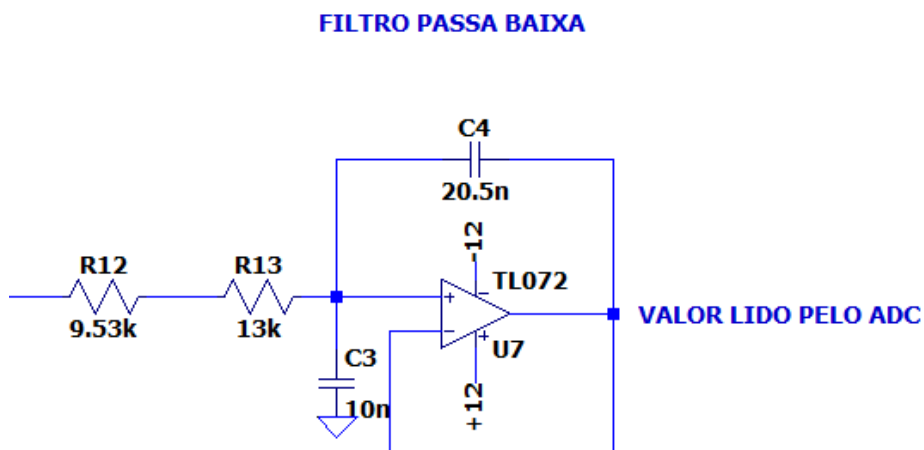 FILTRO PASSA BAIXA
C4
20.5n
-12
R12
R13
TL072
9.53k
13k
VALOR LIDO PELO ADC
U7
C3
10n
+12